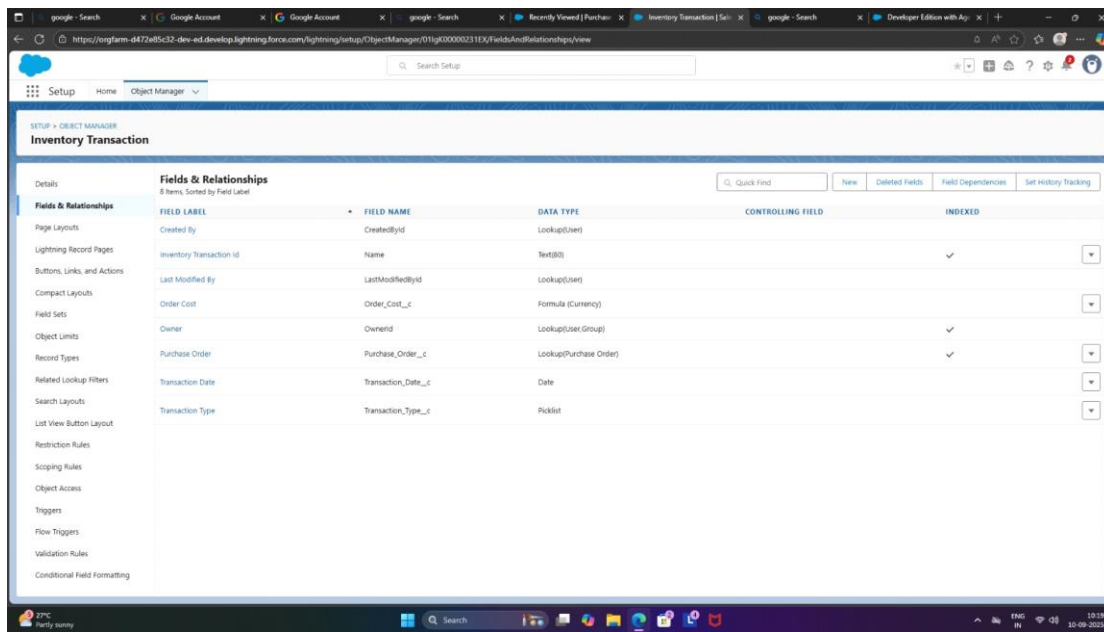 google - Search
Google Account
Google Account
google - Search
Recently Viewed | Purchase
Inventory Transaction | Sale
google - Search
Developer Edition with Age
https://orgfarm-d472e85c32-dev-ed.develop.lightning.force.com/lightning/setup/ObjectManager/01IgK00000231EX/FieldsAndRelationships/view
Search Setup
Setup Home Object Manager
SETUP > OBJECT MANAGER
Inventory Transaction
Details
Fields & Relationships
Page Layouts
Lightning Record Pages
Buttons, Links, and Actions
Compact Layouts
Field Sets
Object Limits
Record Types
Related Lookup Filters
Search Layouts
List View Button Layout
Restriction Rules
Scoping Rules
Object Access
Triggers
Flow Triggers
Validation Rules
Conditional Field Formatting
Fields & Relationships
8 Items, Sorted by Field Label
Quick Find
New
Deleted Fields
Field Dependencies
Set History Tracking
FIELD LABEL FIELD NAME DATA TYPE CONTROLLING FIELD INDEXED
Created By CreatedById Lookup(User)
Inventory Transaction Id Name Text(80)
Last Modified By LastModifiedById Lookup(User)
Order Cost Order_Cost__c Formula (Currency)
Owner OwnerId Lookup(User,Group)
Purchase Order Purchase_Order__c Lookup(Purchase Order)
Transaction Date Transaction_Date__c Date
Transaction Type Transaction_Type__c Picklist
27°C
Partly sunny
Search
ENG
IN
10:19
10-09-2025